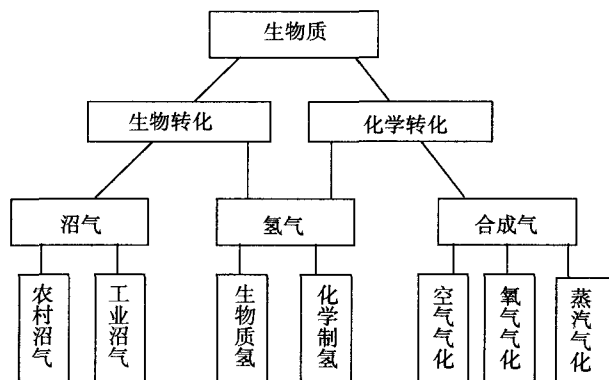 生物质
生物转化
化学转化
沼气
氢气
合成气
农村沼气
工业沼气
生物质氢
化学制氢
空气气化
氧气气化
蒸汽气化